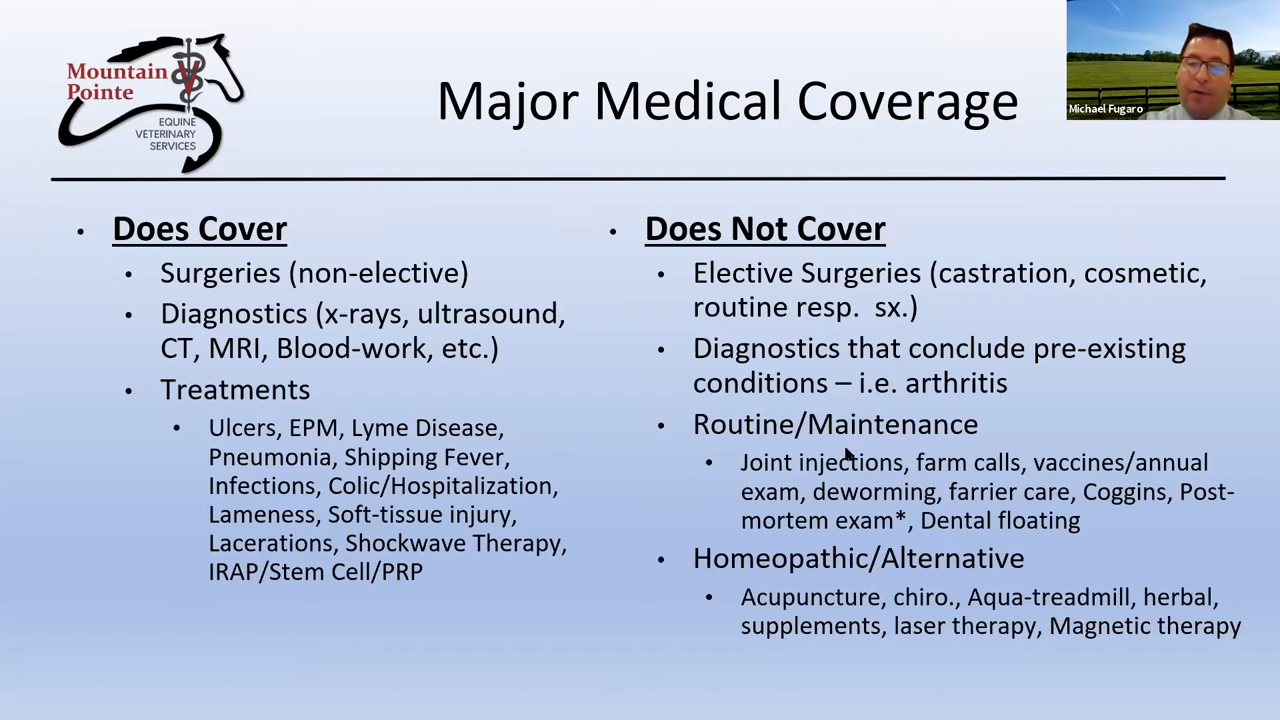 Mountain
Pointe
EQUINE
VETERINARY
SERVICES
Major Medical Coverage
Michael Fugaro
Does Cover
Surgeries (non-elective)
Diagnostics (x-rays, ultrasound,
CT, MRI, Blood-work, etc.)
Treatments
Ulcers, EPM, Lyme Disease,
Pneumonia, Shipping Fever,
Infections, Colic/Hospitalization,
Lameness, Soft-tissue injury,
Lacerations, Shockwave Therapy,
IRAP/Stem Cell/PRP
Does Not Cover
Elective Surgeries (castration, cosmetic,
routine resp. sx.)
Diagnostics that conclude pre-existing
conditions – i.e. arthritis
Routine/Maintenance
Joint injections, farm calls, vaccines/annual
exam, deworming, farrier care, Coggins, Post-
mortem exam*, Dental floating
Homeopathic/Alternative
Acupuncture, chiro., Aqua-treadmill, herbal,
supplements, laser therapy, Magnetic therapy